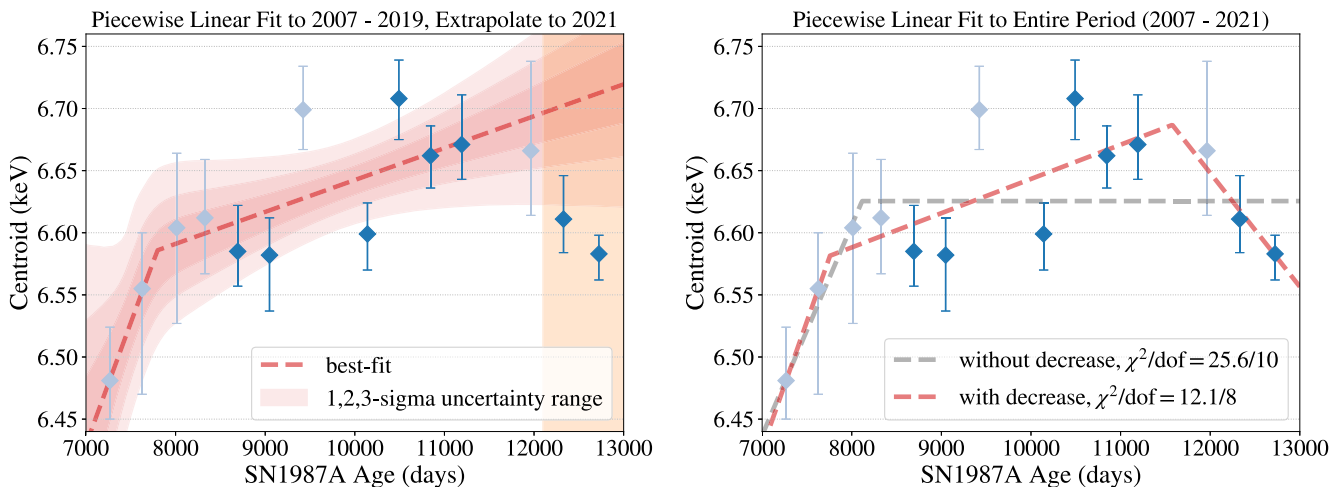 Piecewise Linear Fit to 2007 - 2019, Extrapolate to 2021
6.75
6.70
6.65
6.60
6.55
6.50
6.45
Centroid (keV)
best-fit
1,2,3-sigma uncertainty range
7000 8000 9000 10000 11000 12000 13000
SN1987A Age (days)
Piecewise Linear Fit to Entire Period (2007 - 2021)
6.75
6.70
6.65
6.60
6.55
6.50
6.45
Centroid (keV)
without decrease, χ²/dof = 25.6/10
with decrease, χ²/dof = 12.1/8
7000 8000 9000 10000 11000 12000 13000
SN1987A Age (days)